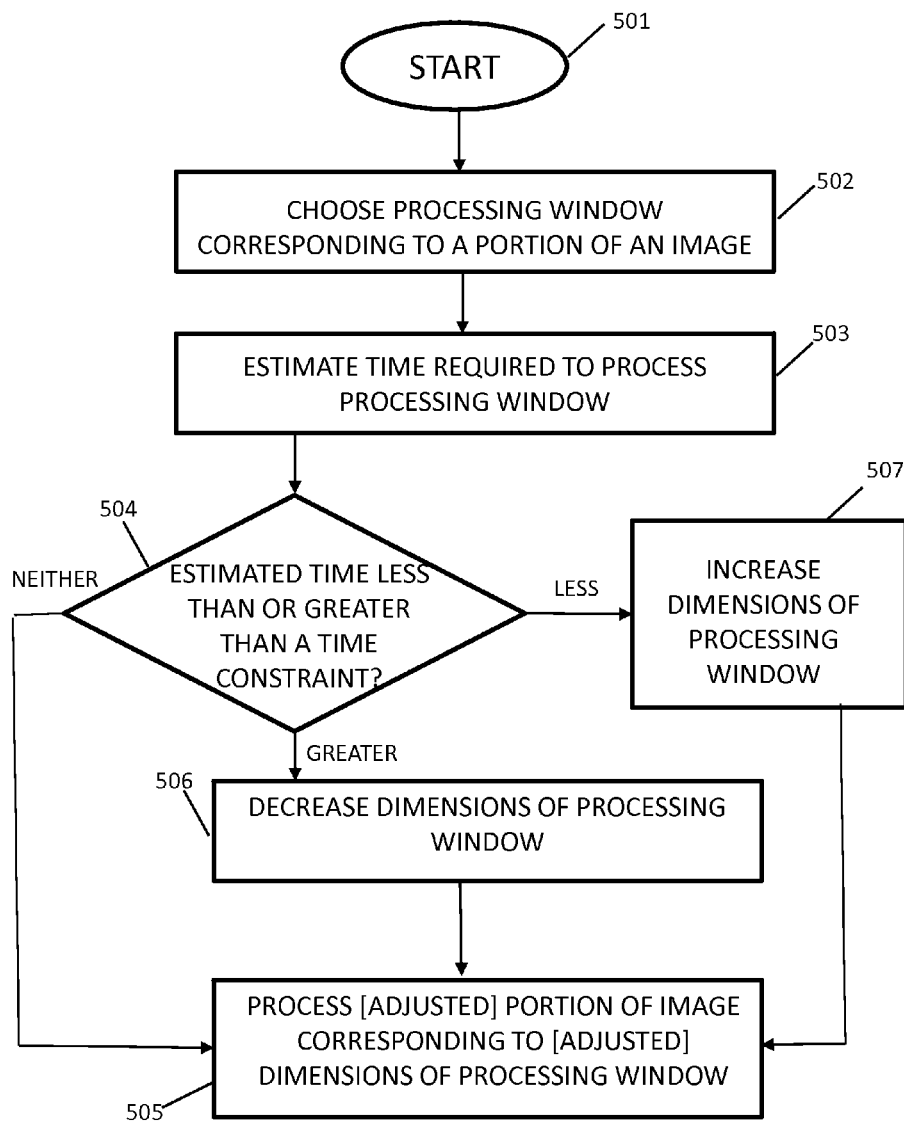 501
START
502
CHOOSE PROCESSING WINDOW
CORRESPONDING TO A PORTION OF AN IMAGE
503
ESTIMATE TIME REQUIRED TO PROCESS
PROCESSING WINDOW
504
ESTIMATED TIME LESS
THAN OR GREATER
THAN A TIME
CONSTRAINT?
NEITHER
LESS
507
INCREASE
DIMENSIONS OF
PROCESSING
WINDOW
GREATER
506
DECREASE DIMENSIONS OF PROCESSING
WINDOW
PROCESS [ADJUSTED] PORTION OF IMAGE
CORRESPONDING TO [ADJUSTED]
DIMENSIONS OF PROCESSING WINDOW
505